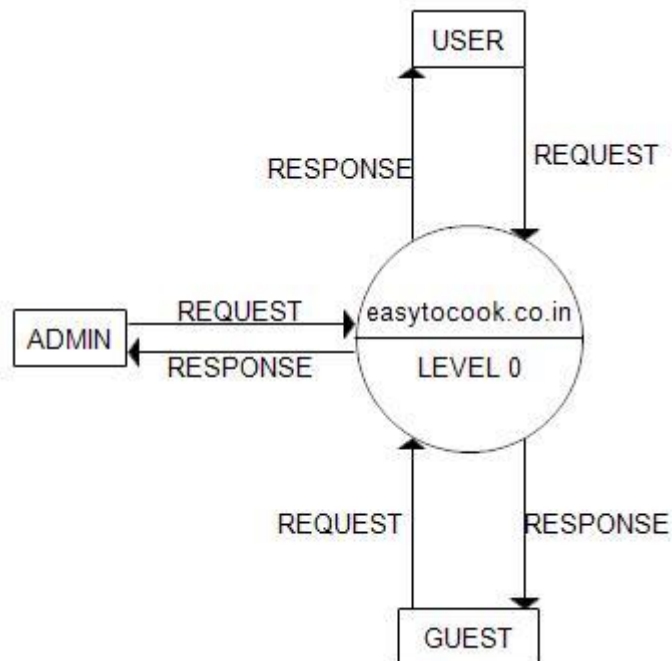 USER
RESPONSE
REQUEST
easytocook.co.in
LEVEL 0
ADMIN
REQUEST
RESPONSE
REQUEST
RESPONSE
GUEST